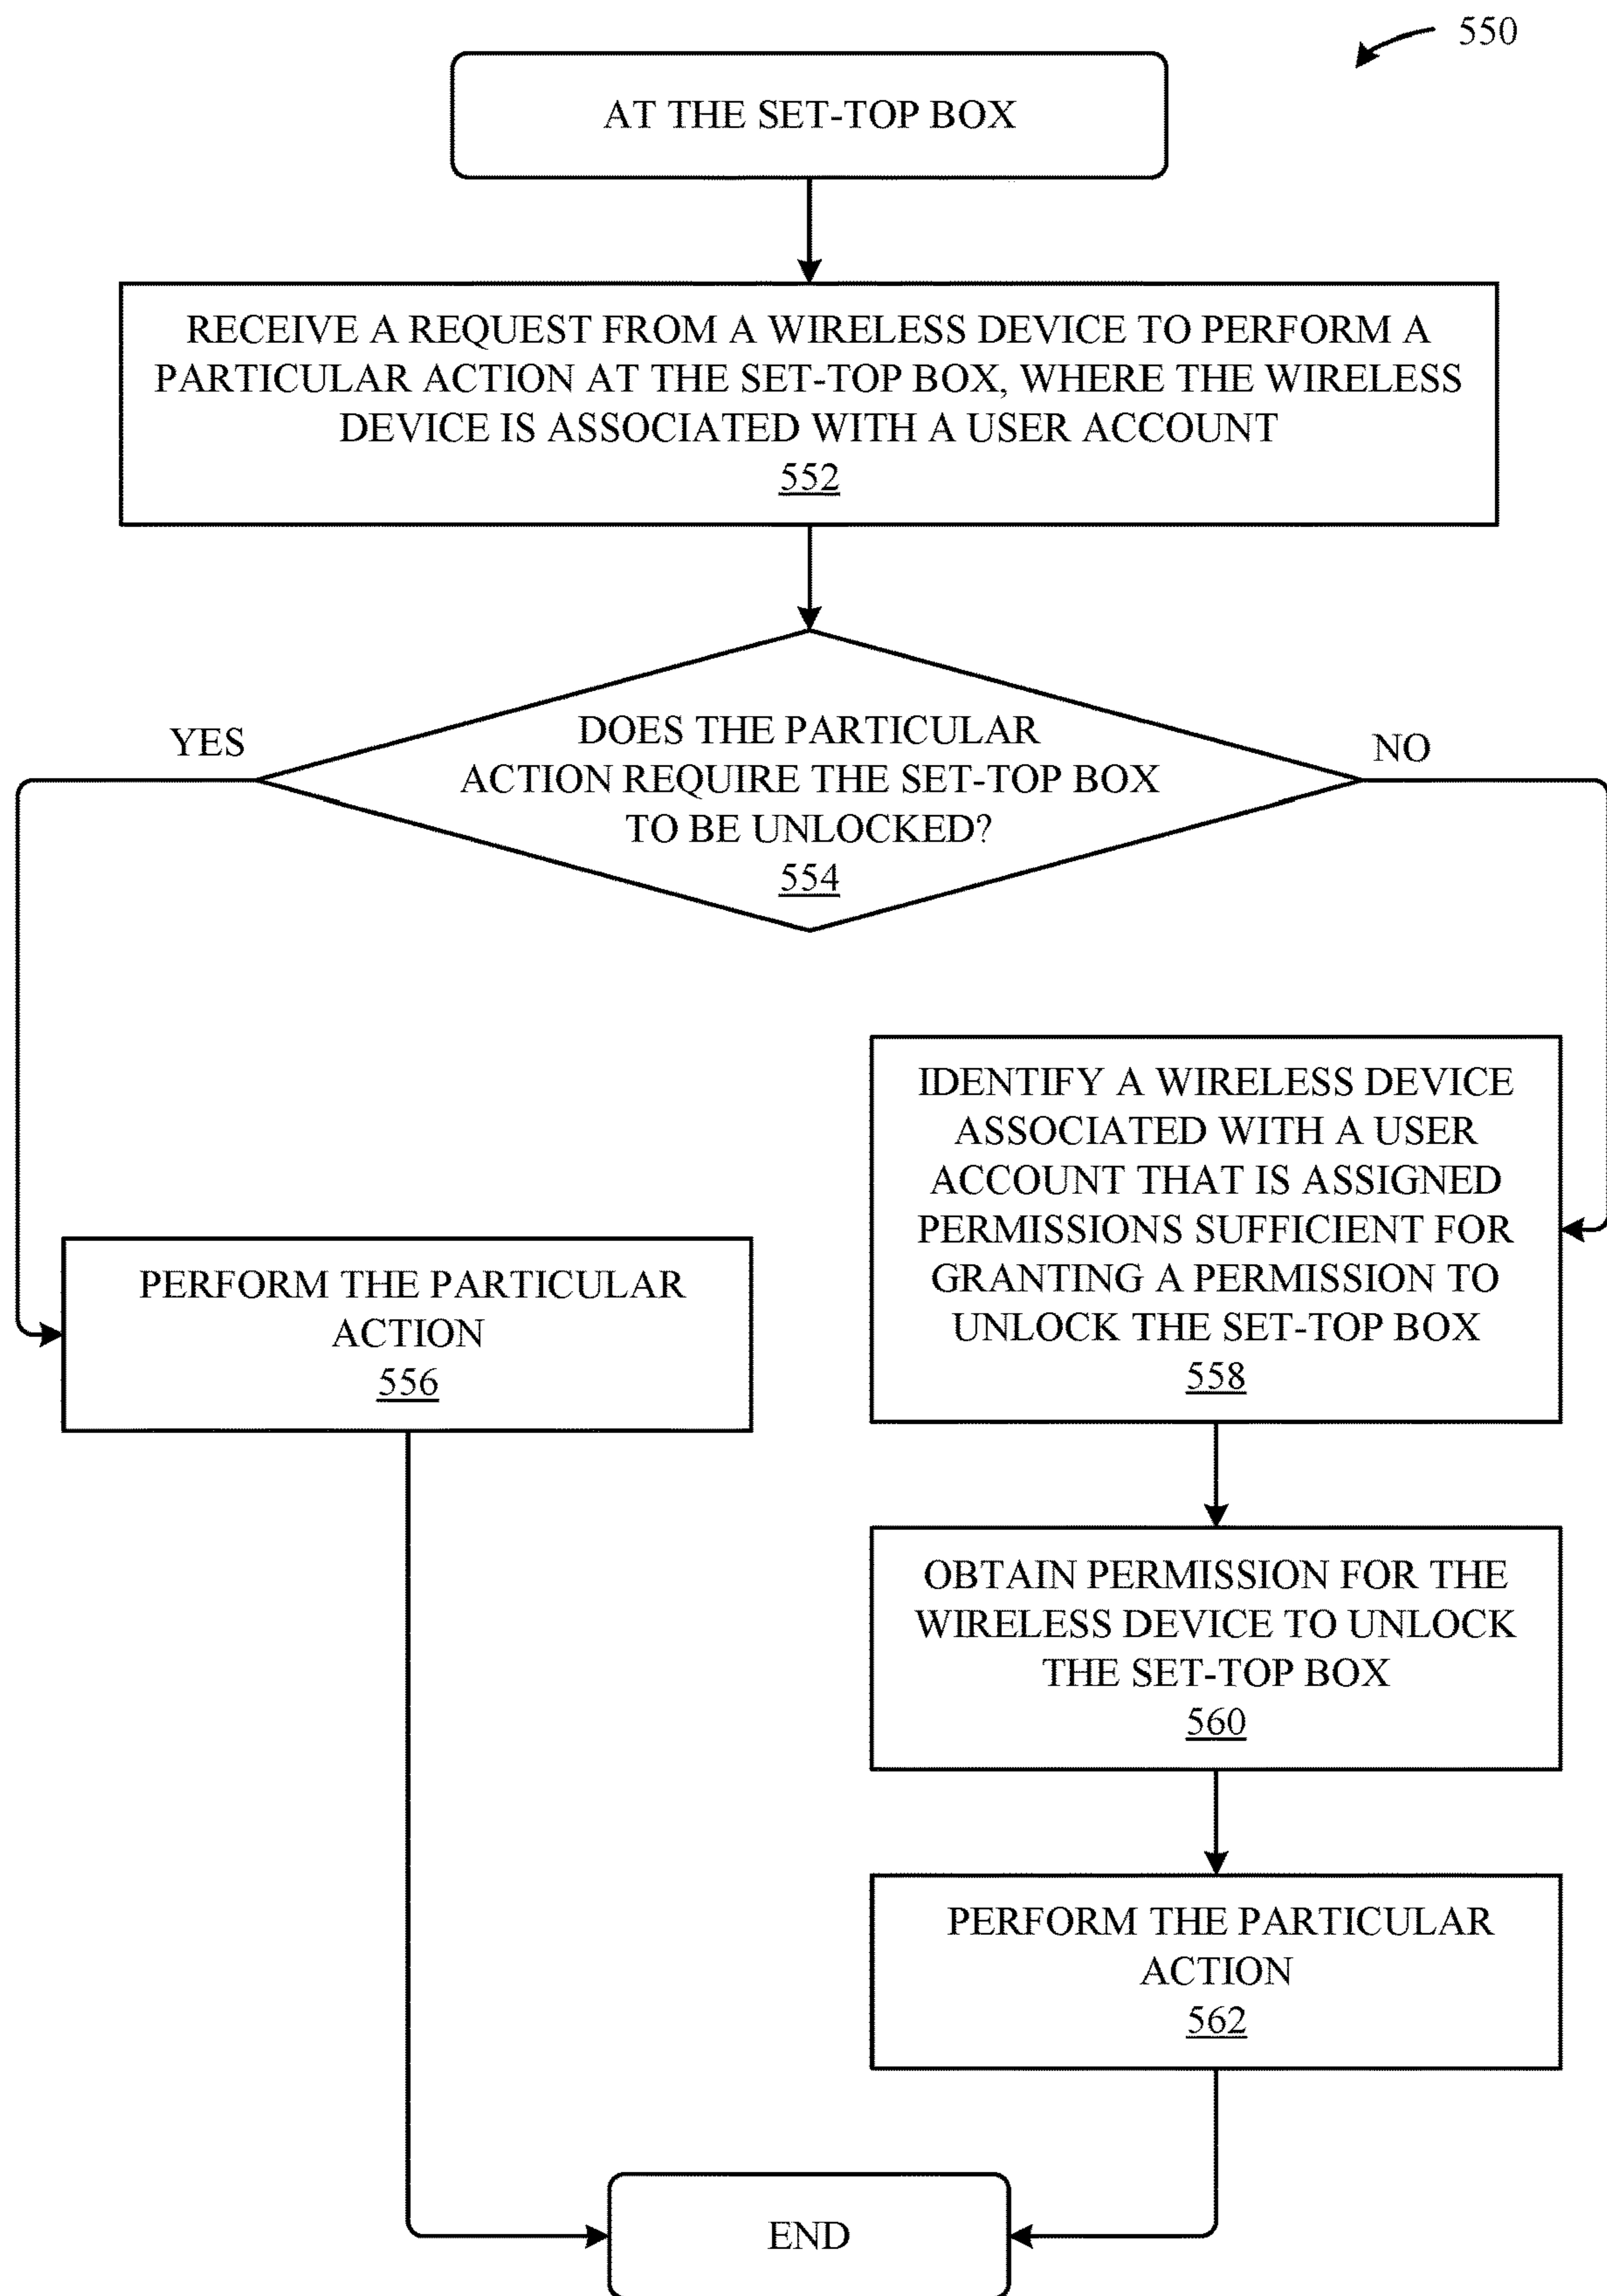 550
AT THE SET-TOP BOX
RECEIVE A REQUEST FROM A WIRELESS DEVICE TO PERFORM A
PARTICULAR ACTION AT THE SET-TOP BOX, WHERE THE WIRELESS
DEVICE IS ASSOCIATED WITH A USER ACCOUNT
552
DOES THE PARTICULAR
ACTION REQUIRE THE SET-TOP BOX
TO BE UNLOCKED?
554
YES
NO
PERFORM THE PARTICULAR
ACTION
556
IDENTIFY A WIRELESS DEVICE
ASSOCIATED WITH A USER
ACCOUNT THAT IS ASSIGNED
PERMISSIONS SUFFICIENT FOR
GRANTING A PERMISSION TO
UNLOCK THE SET-TOP BOX
558
OBTAIN PERMISSION FOR THE
WIRELESS DEVICE TO UNLOCK
THE SET-TOP BOX
560
PERFORM THE PARTICULAR
ACTION
562
END